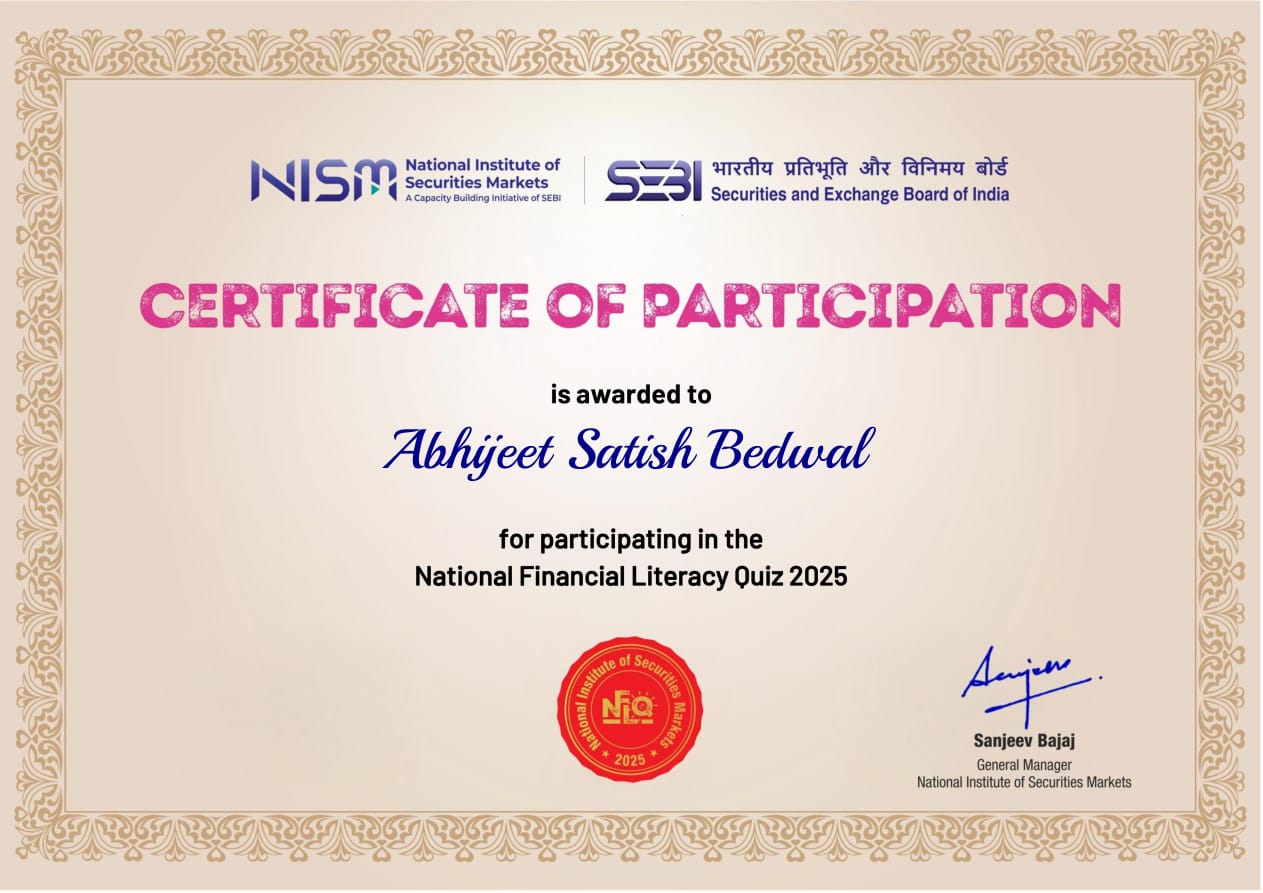 NISM
National Institute of
Securities Markets
A Capacity Building Initiative of SEBI
SEBI
भारतीय प्रतिभूति और विनिमय बोर्ड
Securities and Exchange Board of India
CERTIFICATE OF PARTICIPATION
is awarded to
Abhijeet Satish Bedwal
for participating in the
National Financial Literacy Quiz 2025
National Institute of Securities Markets
NFLQ
★ 2025 ★
Sanjeev
Sanjeev Bajaj
General Manager
National Institute of Securities Markets